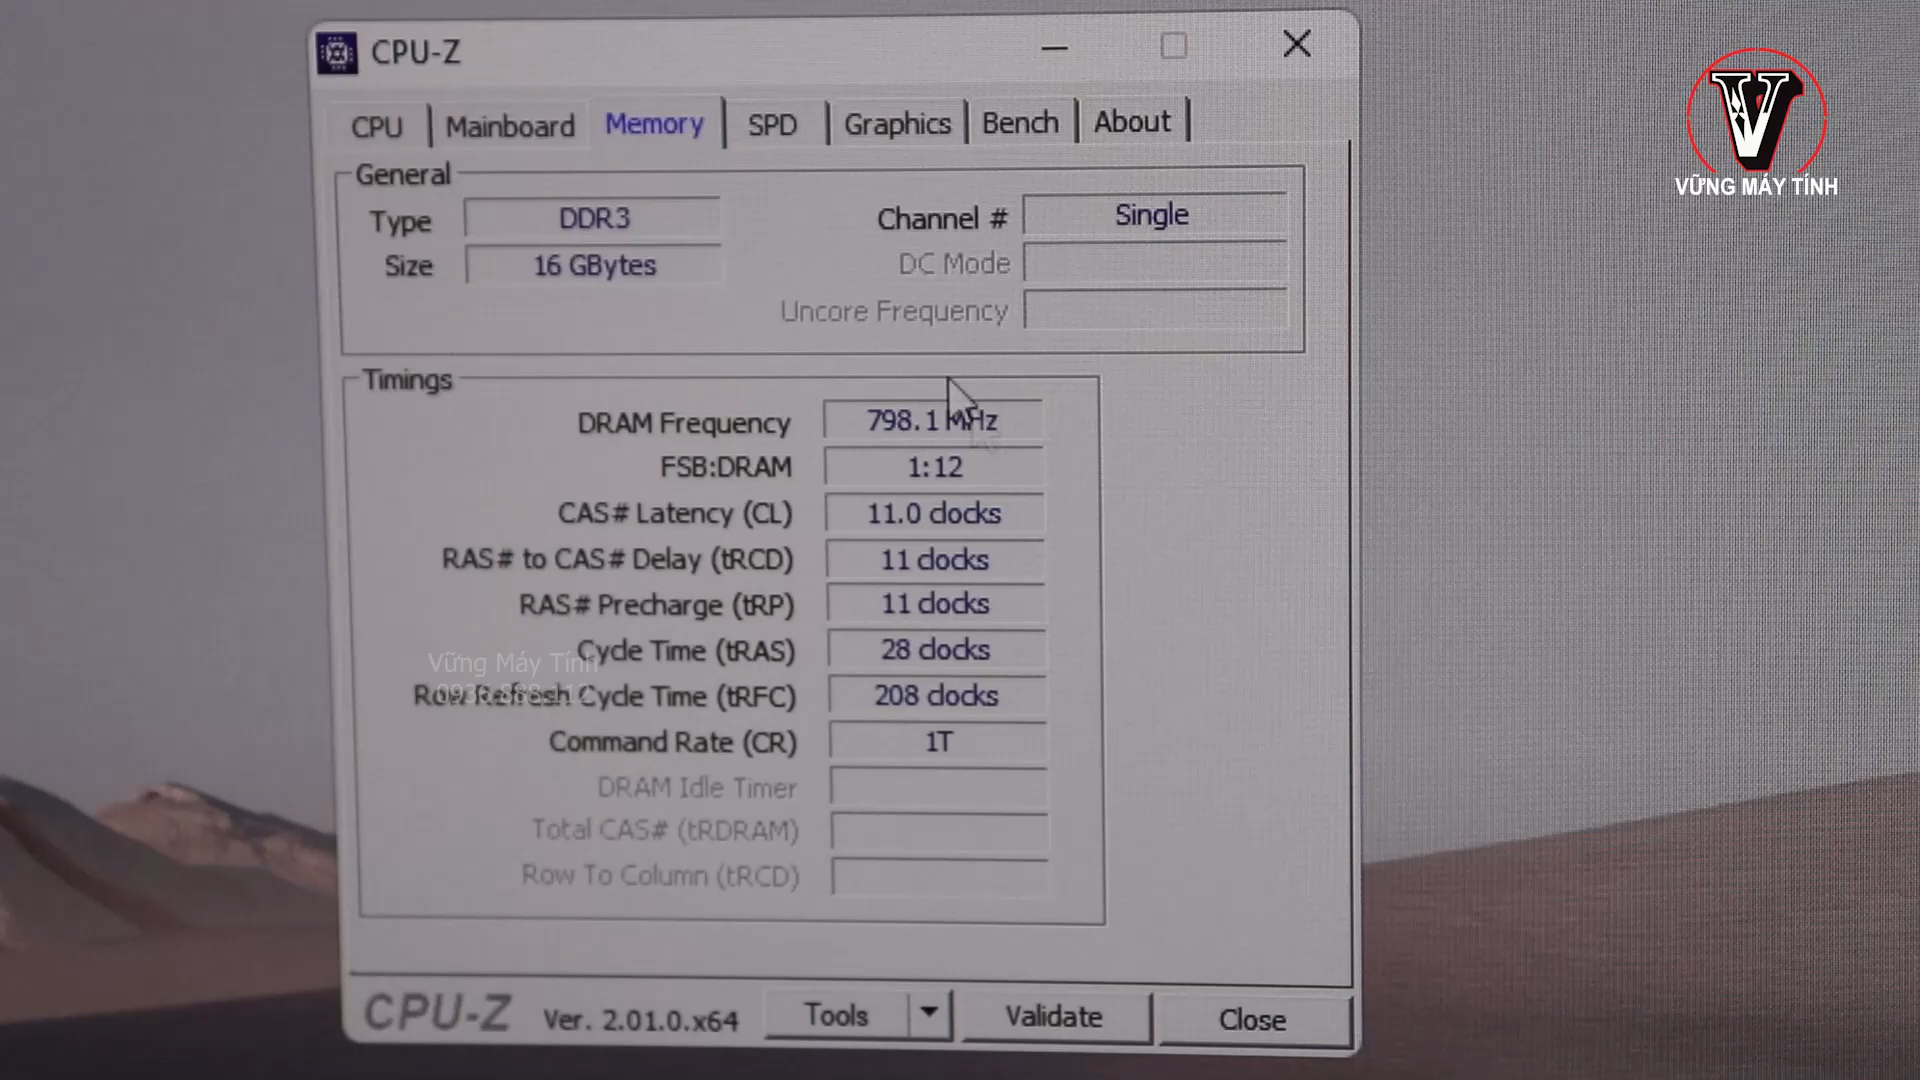 CPU-Z
CPU Mainboard Memory SPD Graphics Bench About
VỮNG MÁY TÍNH
General
Type DDR3 Channel # Single
Size 16 GBytes DC Mode
Uncore Frequency
Timings
DRAM Frequency 798.1 MHz
FSB:DRAM 1:12
CAS# Latency (CL) 11.0 clocks
RAS# to CAS# Delay (tRCD) 11 clocks
RAS# Precharge (tRP) 11 clocks
Cycle Time (tRAS) 28 clocks
Vững Máy Tính
Row Refresh Cycle Time (tRFC) 208 clocks
Command Rate (CR) 1T
DRAM Idle Timer
Total CAS# (tRDRAM)
Row To Column (tRCD)
CPU-Z Ver. 2.01.0.x64 Tools Validate Close